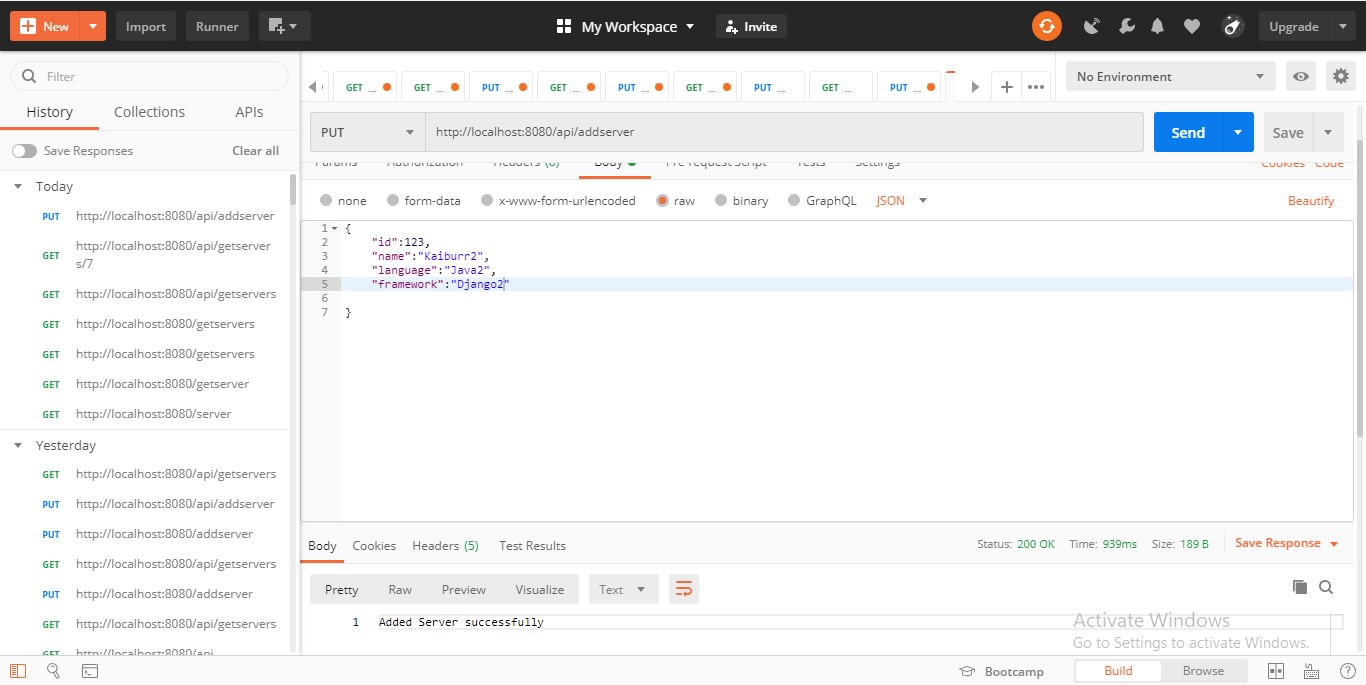 New Import Runner My Workspace Invite Upgrade
Filter
History Collections APIs
Save Responses Clear all
Today
PUT http://localhost:8080/api/addserver
GET http://localhost:8080/api/getserver
s/7
GET http://localhost:8080/api/getservers
GET http://localhost:8080/getservers
GET http://localhost:8080/getservers
GET http://localhost:8080/getserver
GET http://localhost:8080/server
Yesterday
GET http://localhost:8080/api/getservers
PUT http://localhost:8080/api/addserver
PUT http://localhost:8080/addserver
GET http://localhost:8080/api/getservers
PUT http://localhost:8080/addserver
GET http://localhost:8080/api/getservers
GET http://localhost:8080/api
GET ... GET ... PUT ... GET ... PUT ... GET ... PUT ... GET ... PUT ...
No Environment
PUT http://localhost:8080/api/addserver Send Save
Params Authorization Headers (8) Body Pre-request Script Tests Settings Cookies Code
none form-data x-www-form-urlencoded raw binary GraphQL JSON Beautify
1 {
2 "id":123,
3 "name":"Kaiburr2",
4 "language":"Java2",
5 "framework":"Django2"
6
7 }
Body Cookies Headers (5) Test Results Status: 200 OK Time: 939ms Size: 189 B Save Response
Pretty Raw Preview Visualize Text
1 Added Server successfully
Activate Windows
Go to Settings to activate Windows.
Bootcamp Build Browse